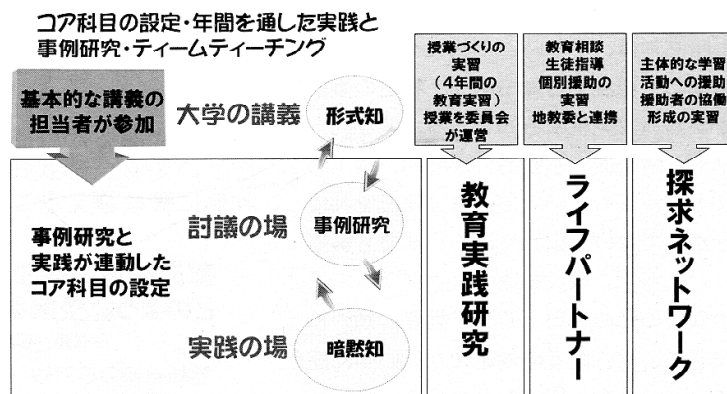 コア科目の設定・年間を通した実践と
事例研究・ティームティーチング
基本的な講義の
担当者が参加
大学の講義
形式知
討議の場
事例研究
実践の場
暗黙知
事例研究と
実践が連動した
コア科目の設定
授業づくりの
実習
（4年間の
教育実習）
授業を委員会
が運営
教育実践研究
教育相談
生徒指導
個別援助の
実習
地教委と連携
ライフパートナー
主体的な学習
活動への援助
援助者の協働
形成の実習
探求ネットワーク